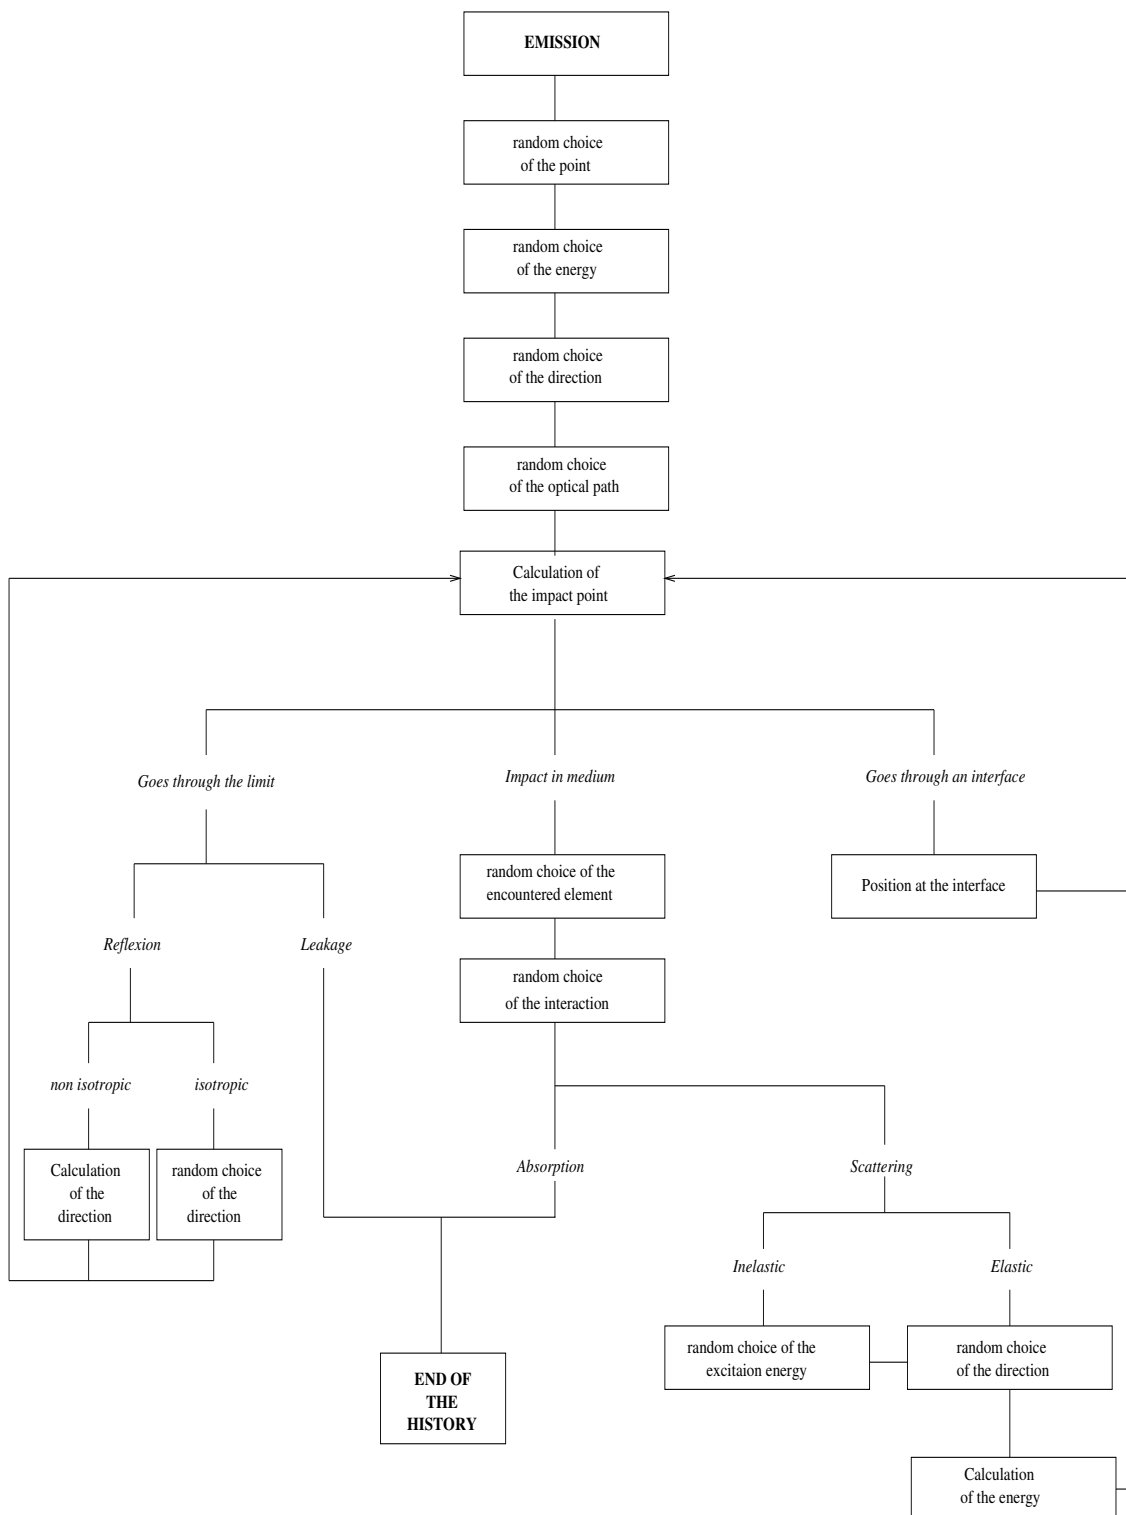 EMISSION
random choice
of the point
random choice
of the energy
random choice
of the direction
random choice
of the optical path
Calculation of
the impact point
Goes through the limit
Impact in medium
Goes through an interface
random choice of the
encountered element
Position at the interface
Reflexion
Leakage
random choice
of the interaction
non isotropic
isotropic
Calculation
of the
direction
random choice
of the
direction
Absorption
Scattering
Inelastic
Elastic
random choice of the
excitaion energy
random choice
of the direction
END OF
THE
HISTORY
Calculation
of the energy